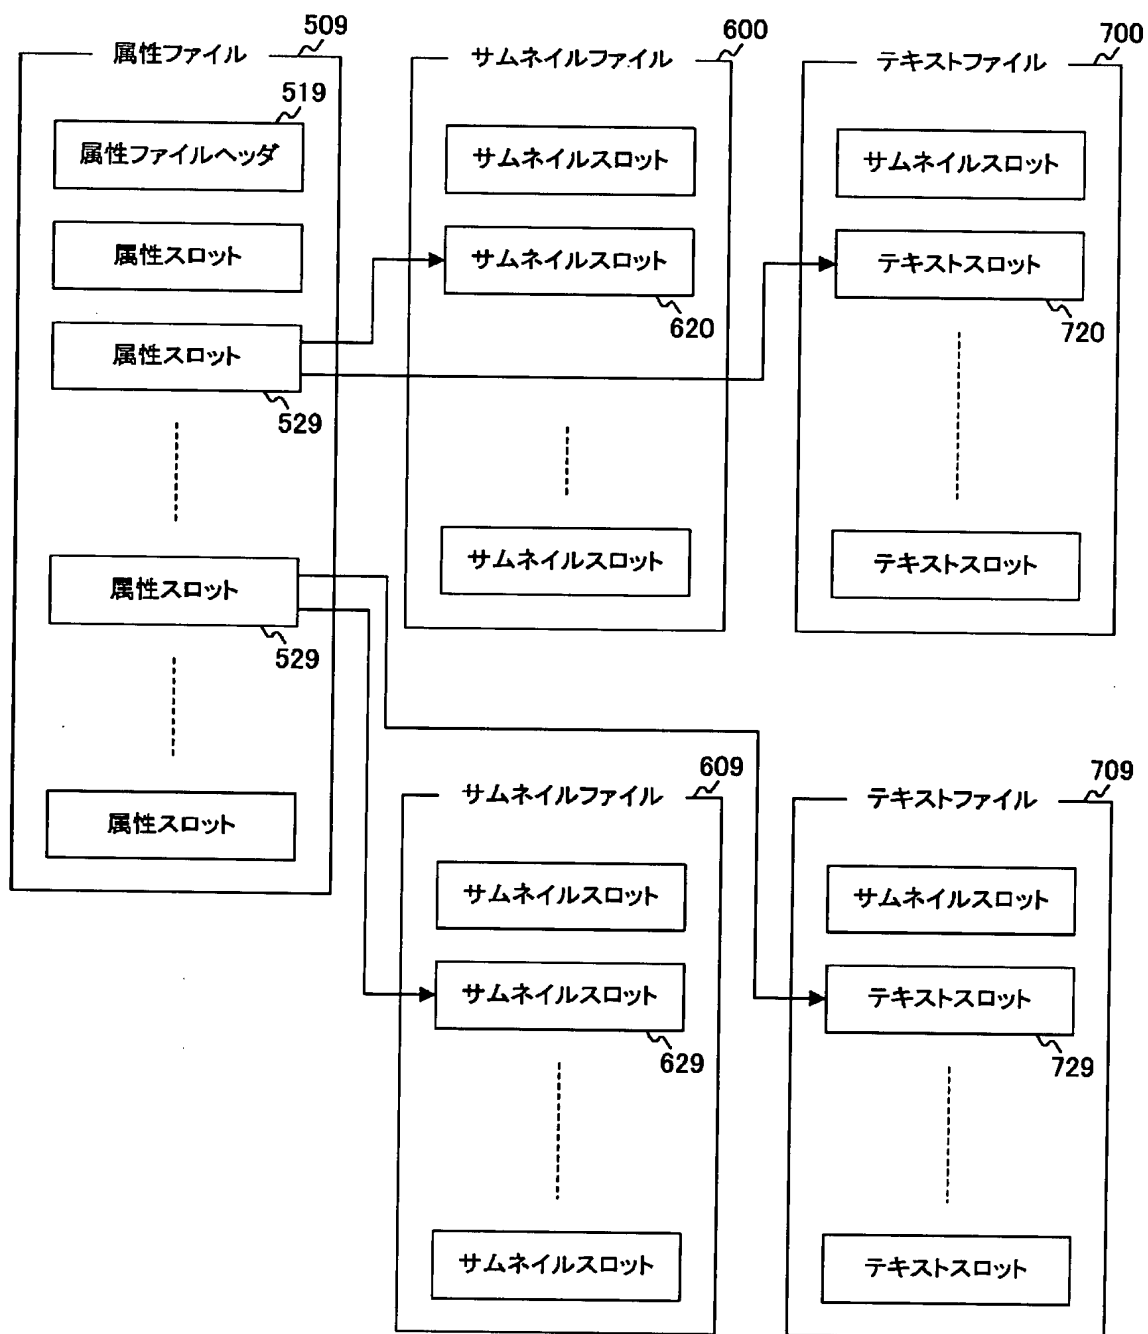 属性ファイル
509
519
属性ファイルヘッダ
属性スロット
属性スロット
529
属性スロット
529
属性スロット
サムネイルファイル
600
サムネイルスロット
サムネイルスロット
620
サムネイルスロット
テキストファイル
700
サムネイルスロット
テキストスロット
720
テキストスロット
サムネイルファイル
609
サムネイルスロット
サムネイルスロット
629
サムネイルスロット
テキストファイル
709
サムネイルスロット
テキストスロット
729
テキストスロット